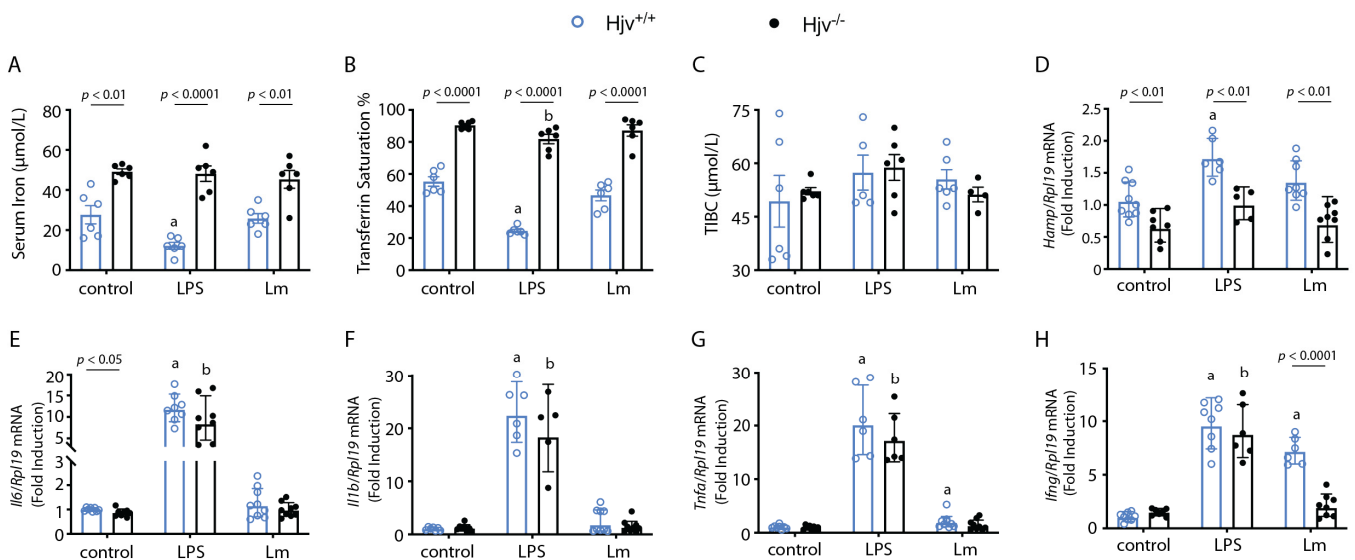 Hjv+/+ Hjv-/-
A
p < 0.01 p < 0.0001 p < 0.01
Serum Iron (μmol/L)
80
60
40
20
0
a
control LPS Lm
B
p < 0.0001 p < 0.0001 p < 0.0001
Transferrin Saturation %
100
80
60
40
20
0
a b
control LPS Lm
C
TIBC (μmol/L)
75
60
45
30
control LPS Lm
D
p < 0.01 p < 0.01 p < 0.01
Hamp/Rpl19 mRNA
(Fold Induction)
2.5
2.0
1.5
1.0
0.5
0
a
control LPS Lm
E
p < 0.05
Il6/Rpl19 mRNA
(Fold Induction)
20
15
10
5
3
2
1
0
a b
control LPS Lm
F
Il1b/Rpl19 mRNA
(Fold Induction)
30
20
10
0
a b
control LPS Lm
G
Tnfa/Rpl19 mRNA
(Fold Induction)
30
20
10
0
a b a
control LPS Lm
H
p < 0.0001
Ifng/Rpl19 mRNA
(Fold Induction)
15
10
5
0
a b a
control LPS Lm